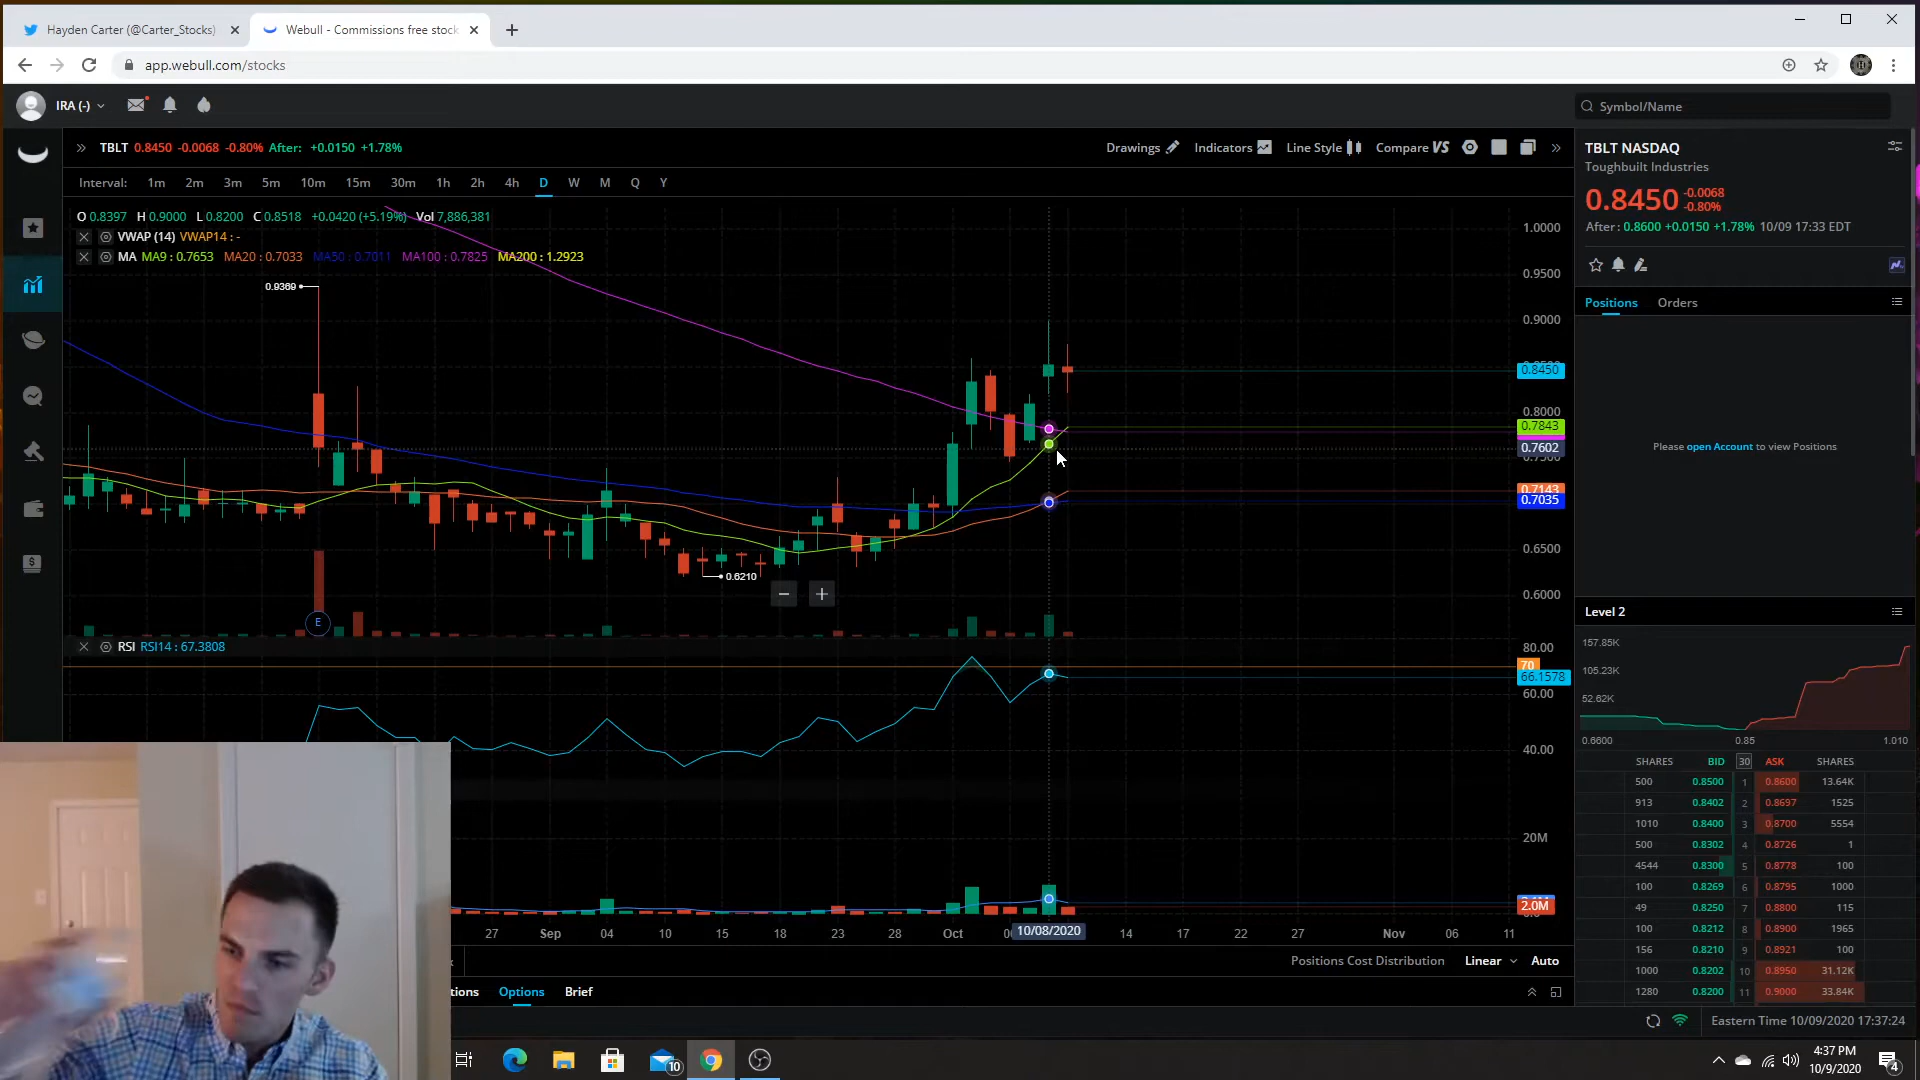 Hayden Carter (@Carter_Stocks)
Webull - Commissions free stock
app.webull.com/stocks
IRA (-)
Symbol/Name
TBLT 0.8450 -0.0068 -0.80% After: +0.0150 +1.78%
Drawings Indicators Line Style Compare VS
TBLT NASDAQ
Toughbuilt Industries
Interval: 1m 2m 3m 5m 10m 15m 30m 1h 2h 4h D W M Q Y
0.8450 -0.0068
-0.80%
O 0.8397 H 0.9000 L 0.8200 C 0.8518 +0.0420 (+5.19%) Vol 7,886,381
After : 0.8600 +0.0150 +1.78% 10/09 17:33 EDT
VWAP (14) VWAP14 : -
MA MA9 : 0.7653 MA20 : 0.7033 MA50 : 0.7011 MA100 : 0.7825 MA200 : 1.2923
1.0000
0.9500
0.9000
0.8450
0.8000
0.7843
0.7602
0.7143
0.7035
0.6500
0.6000
0.9369
0.6210
E
Positions Orders
Please open Account to view Positions
RSI RSI14 : 67.3808
80.00
70
66.1578
60.00
40.00
20M
2.0M
27 Sep 04 10 15 18 23 28 Oct 10/08/2020 14 17 22 27 Nov 06 11
Positions Cost Distribution Linear Auto
tions Options Brief
Level 2
157.85K
105.23K
52.62K
0.6600 0.85 1.010
SHARES BID 30 ASK SHARES
500 0.8500 1 0.8600 13.64K
913 0.8402 2 0.8697 1525
1010 0.8400 3 0.8700 5554
500 0.8302 4 0.8726 1
4544 0.8300 5 0.8778 100
100 0.8269 6 0.8795 1000
49 0.8250 7 0.8800 115
100 0.8212 8 0.8900 1965
156 0.8210 9 0.8921 100
1000 0.8202 10 0.8950 31.12K
1280 0.8200 11 0.9000 33.84K
Eastern Time 10/09/2020 17:37:24
10
4:37 PM
10/9/2020
4